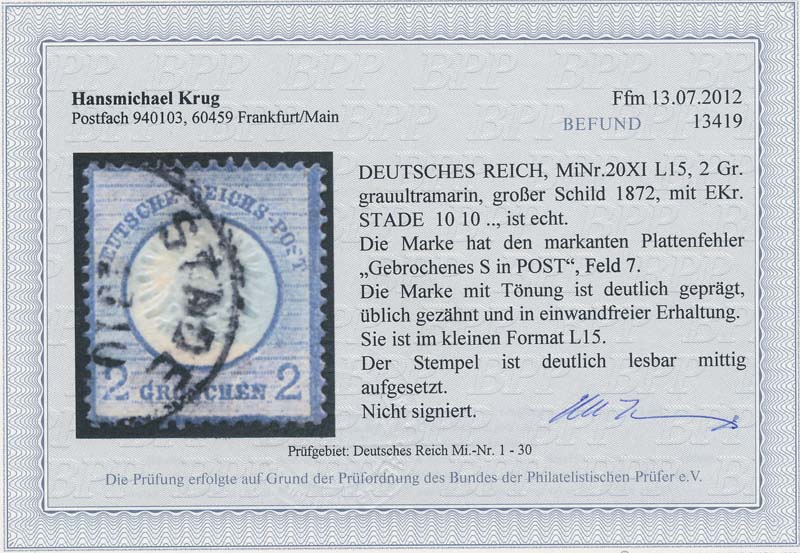 Hansmichael Krug
Postfach 940103, 60459 Frankfurt/Main
Ffm 13.07.2012
BEFUND 13419
DEUTSCHES REICH, MiNr.20XI L15, 2 Gr.
grauultramarin, großer Schild 1872, mit EKr.
STADE 10 10 .., ist echt.
Die Marke hat den markanten Plattenfehler
„Gebrochenes S in POST“, Feld 7.
Die Marke mit Tönung ist deutlich geprägt,
üblich gezähnt und in einwandfreier Erhaltung.
Sie ist im kleinen Format L15.
Der Stempel ist deutlich lesbar mittig
aufgesetzt.
Nicht signiert.
DEUTSCHE REICHS-POST
STADE
2 GROSCHEN 2
Prüfgebiet: Deutsches Reich Mi.-Nr. 1 - 30
Die Prüfung erfolgte auf Grund der Prüfordnung des Bundes der Philatelistischen Prüfer e.V.